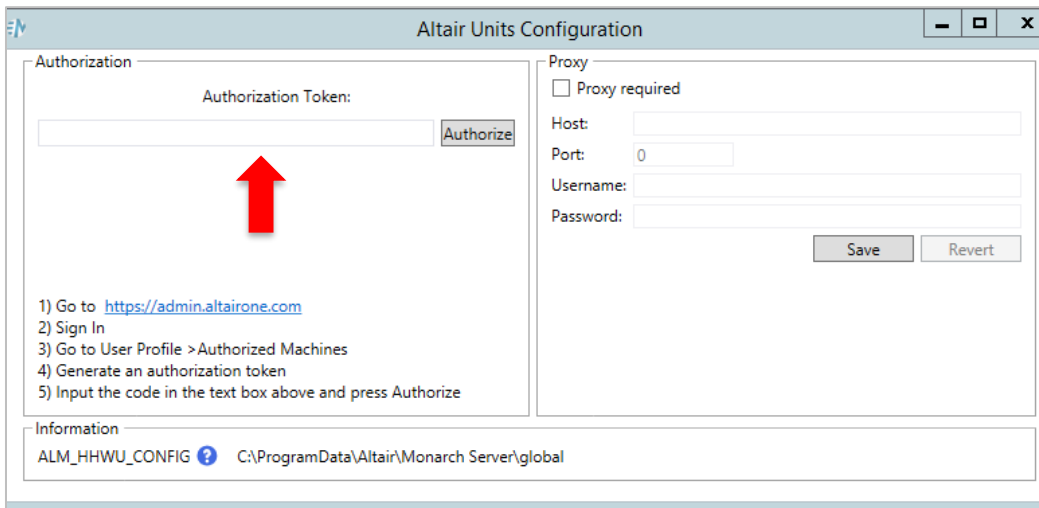 Altair Units Configuration
Authorization
Authorization Token:
Authorize
1) Go to https://admin.altairone.com
2) Sign In
3) Go to User Profile >Authorized Machines
4) Generate an authorization token
5) Input the code in the text box above and press Authorize
Proxy
Proxy required
Host:
Port: 0
Username:
Password:
Save Revert
Information
ALM_HHWU_CONFIG ? C:\ProgramData\Altair\Monarch Server\global